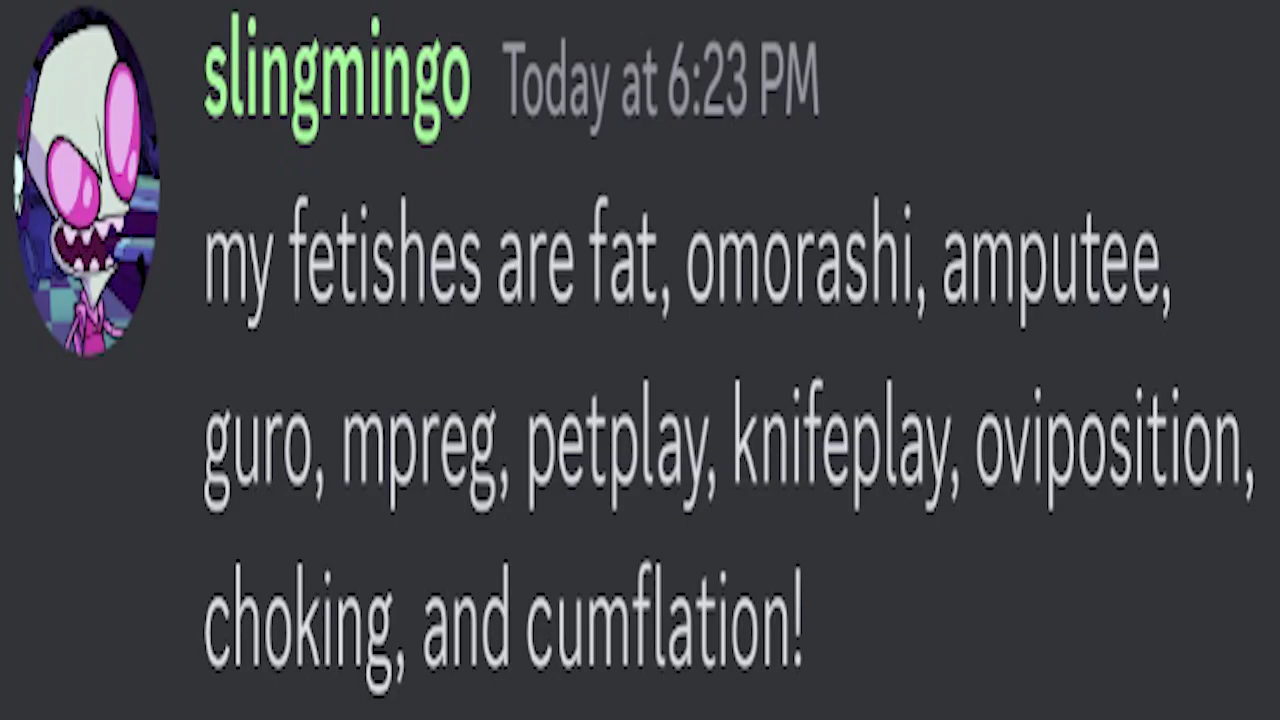 slingmingo Today at 6:23 PM
my fetishes are fat, omorashi, amputee,
guro, mpreg, petplay, knifeplay, oviposition,
choking, and cumflation!